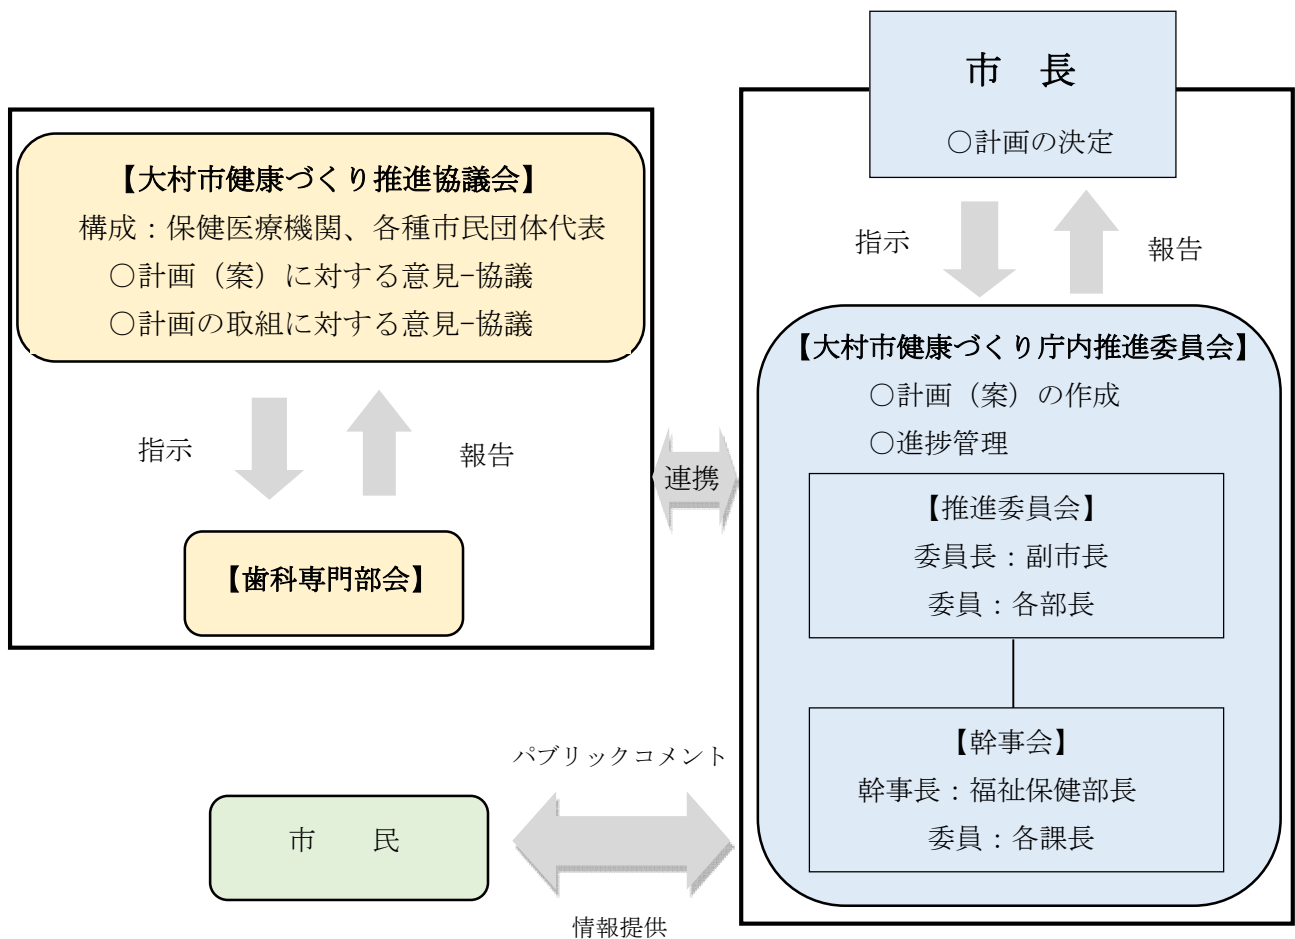 市　長
〇計画の決定
指示
報告
【大村市健康づくり推進協議会】
構成：保健医療機関、各種市民団体代表
〇計画（案）に対する意見-協議
〇計画の取組に対する意見-協議
指示
報告
【歯科専門部会】
連携
【大村市健康づくり庁内推進委員会】
〇計画（案）の作成
〇進捗管理
【推進委員会】
委員長：副市長
委員：各部長
【幹事会】
幹事長：福祉保健部長
委員：各課長
パブリックコメント
市　　民
情報提供